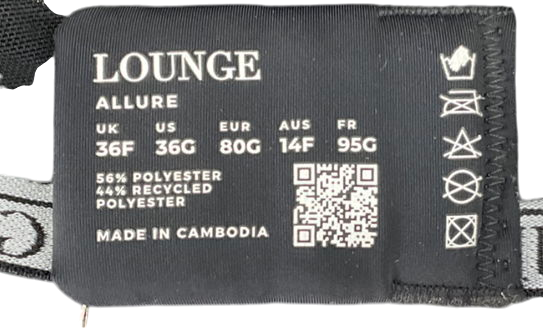 LOUNGE
ALLURE
UK US EUR AUS FR
36F 36G 80G 14F 95G
56% POLYESTER
44% RECYCLED
POLYESTER
MADE IN CAMBODIA